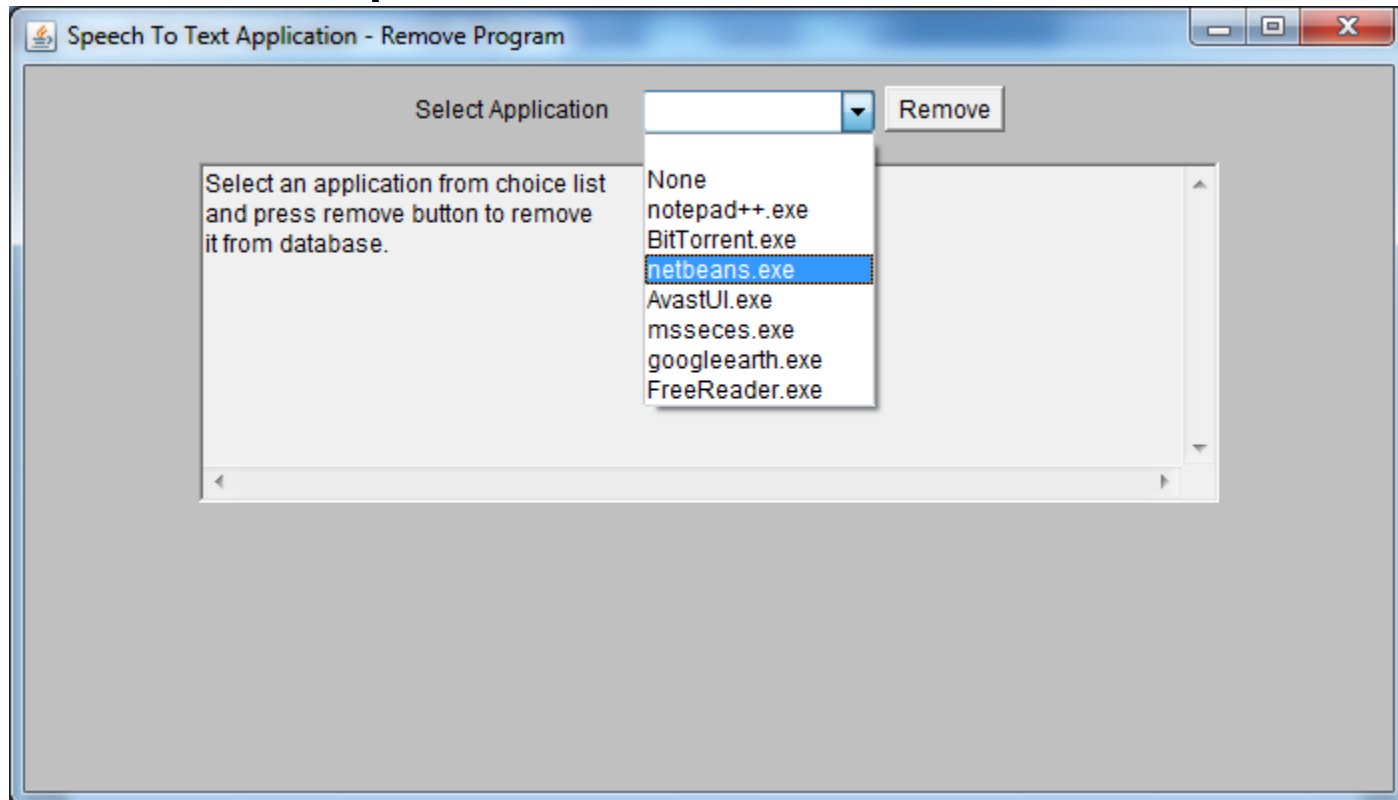 Speech To Text Application - Remove Program
Select Application
Remove
Select an application from choice list
and press remove button to remove
it from database.
None
notepad++.exe
BitTorrent.exe
netbeans.exe
AvastUI.exe
msseces.exe
googleearth.exe
FreeReader.exe